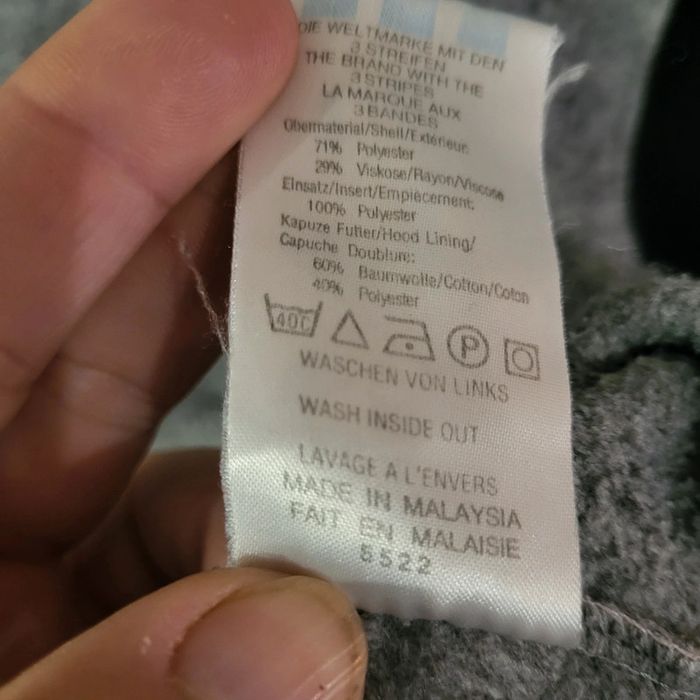 DIE WELTMARKE MIT DEN
3 STREIFEN
THE BRAND WITH THE
3 STRIPES
LA MARQUE AUX
3 BANDES
Obermaterial/Shell/Extérieur:
71% Polyester
29% Viskose/Rayon/Viscose
Einsatz/Insert/Empiècement:
100% Polyester
Kapuze Futter/Hood Lining/
Capuche Doublure:
60% Baumwolle/Cotton/Coton
40% Polyester
40C P
WASCHEN VON LINKS
WASH INSIDE OUT
LAVAGE A L'ENVERS
MADE IN MALAYSIA
FAIT EN MALAISIE
5522